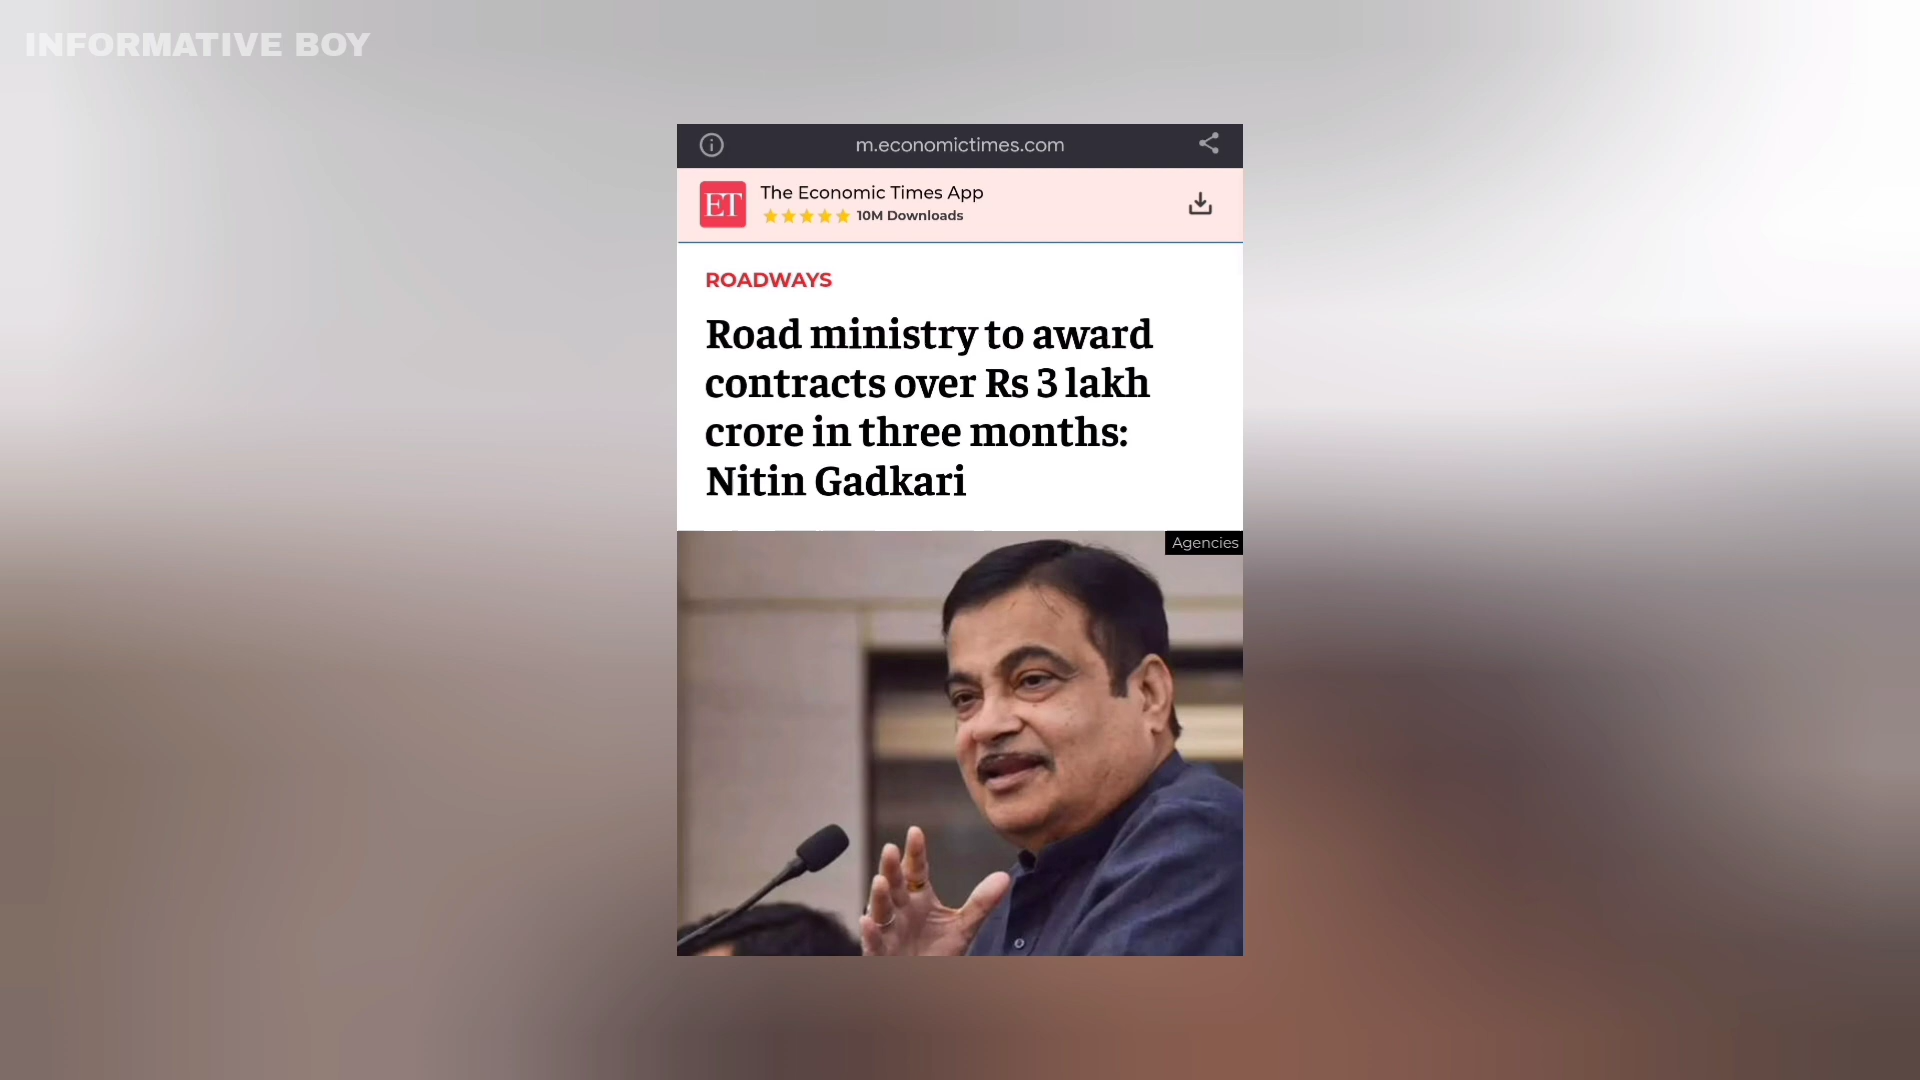 INFORMATIVE BOY
m.economictimes.com
ET
The Economic Times App
10M Downloads
ROADWAYS
Road ministry to award
contracts over Rs 3 lakh
crore in three months:
Nitin Gadkari
Agencies